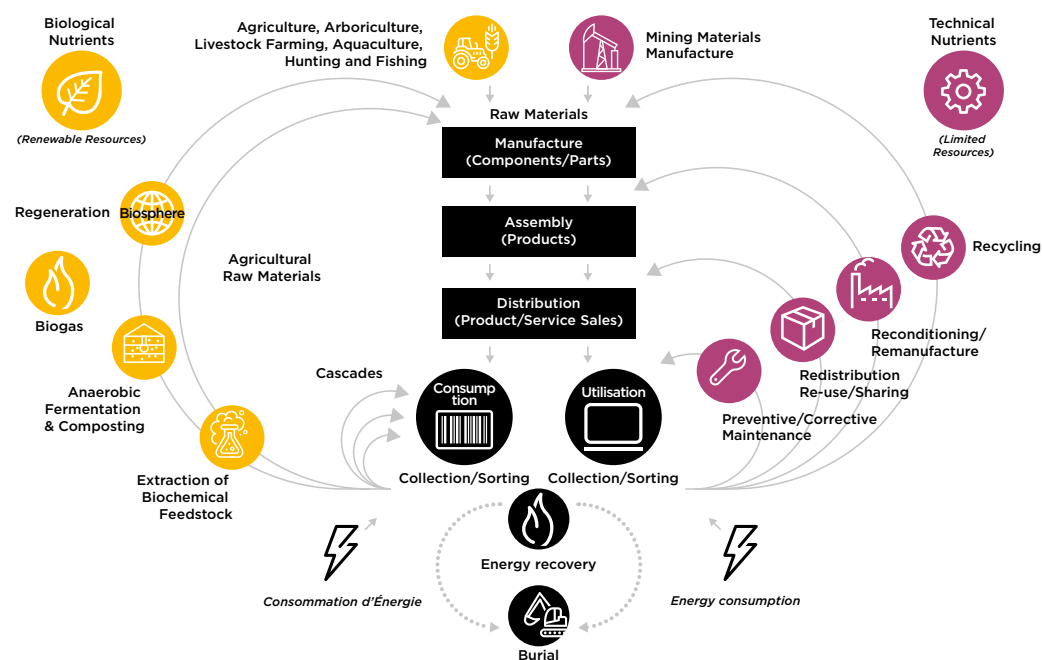 Biological
Nutrients
(Renewable Resources)
Agriculture, Arboriculture,
Livestock Farming, Aquaculture,
Hunting and Fishing
Mining Materials
Manufacture
Technical
Nutrients
(Limited
Resources)
Raw Materials
Manufacture
(Components/Parts)
Assembly
(Products)
Distribution
(Product/Service Sales)
Regeneration
Biosphere
Biogas
Agricultural
Raw Materials
Anaerobic
Fermentation
& Composting
Extraction of
Biochemical
Feedstock
Cascades
Consump
tion
Utilisation
Collection/Sorting
Collection/Sorting
Recycling
Reconditioning/
Remanufacture
Redistribution
Re-use/Sharing
Preventive/Corrective
Maintenance
Energy recovery
Consommation d'Énergie
Energy consumption
Burial